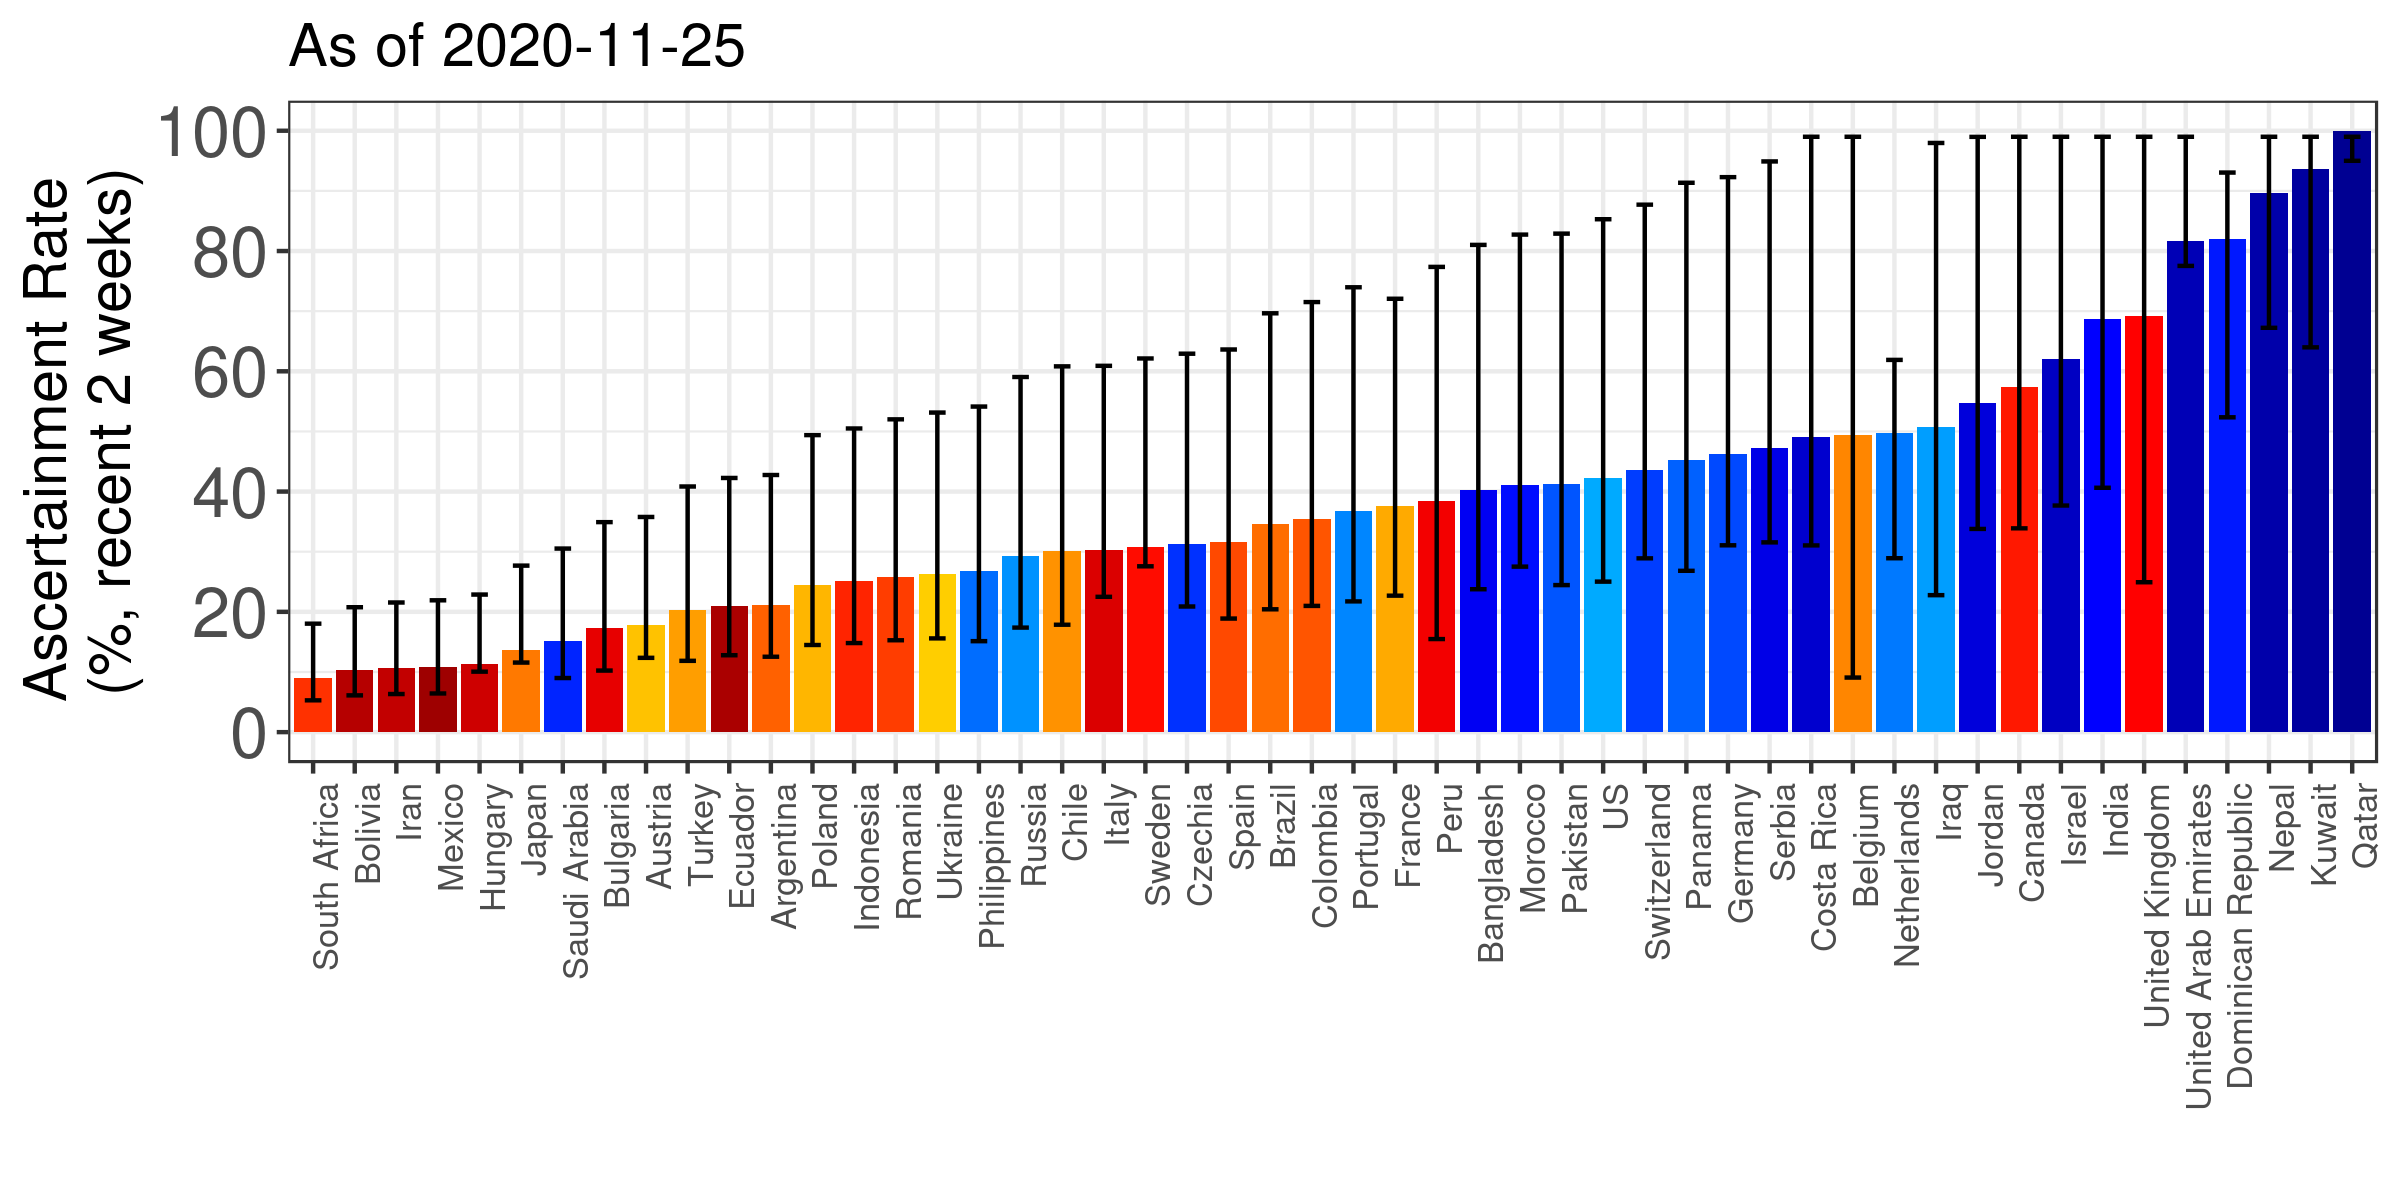 As of 2020-11-25
Ascertainment Rate
(%, recent 2 weeks)
100
80
60
40
20
0
South Africa
Bolivia
Iran
Mexico
Hungary
Japan
Saudi Arabia
Bulgaria
Austria
Turkey
Ecuador
Argentina
Poland
Indonesia
Romania
Ukraine
Philippines
Russia
Chile
Italy
Sweden
Czechia
Spain
Brazil
Colombia
Portugal
France
Peru
Bangladesh
Morocco
Pakistan
US
Switzerland
Panama
Germany
Serbia
Costa Rica
Belgium
Netherlands
Iraq
Jordan
Canada
Israel
India
United Kingdom
United Arab Emirates
Dominican Republic
Nepal
Kuwait
Qatar